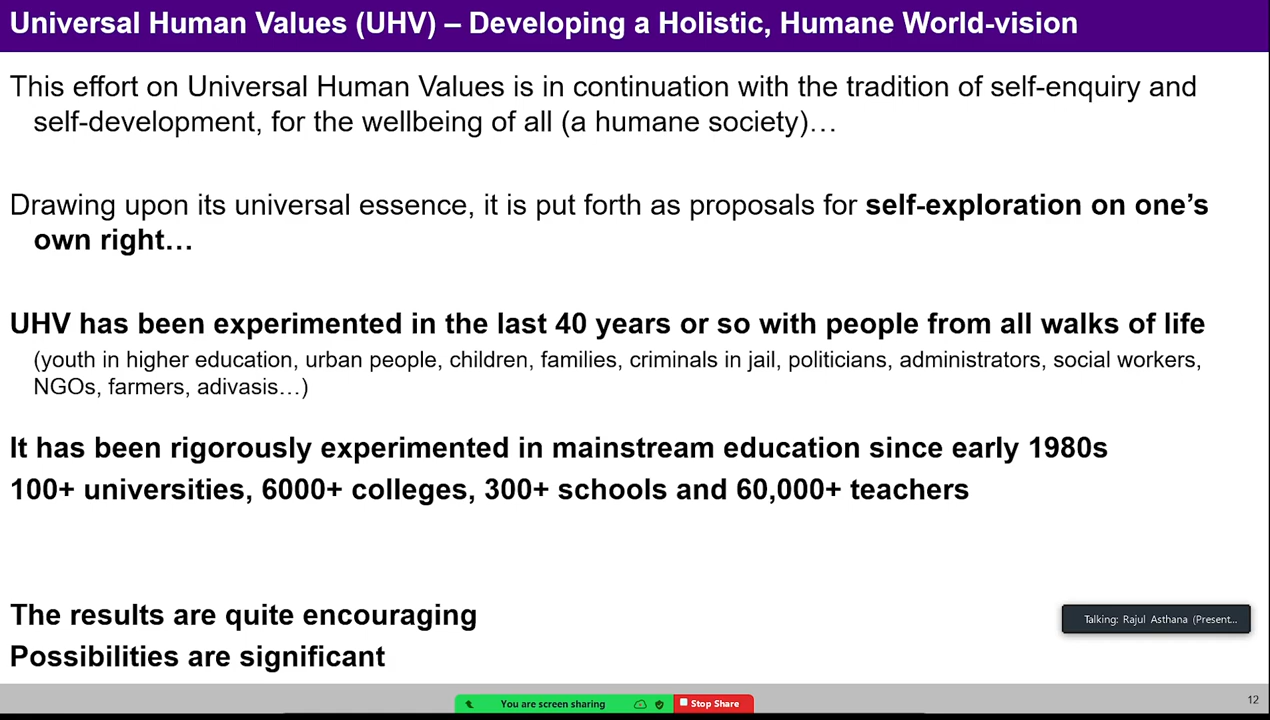 Universal Human Values (UHV) – Developing a Holistic, Humane World-vision
This effort on Universal Human Values is in continuation with the tradition of self-enquiry and
self-development, for the wellbeing of all (a humane society)…
Drawing upon its universal essence, it is put forth as proposals for self-exploration on one’s
own right…
UHV has been experimented in the last 40 years or so with people from all walks of life
(youth in higher education, urban people, children, families, criminals in jail, politicians, administrators, social workers,
NGOs, farmers, adivasis…)
It has been rigorously experimented in mainstream education since early 1980s
100+ universities, 6000+ colleges, 300+ schools and 60,000+ teachers
The results are quite encouraging
Talking: Rajul Asthana (Present...
Possibilities are significant
12
You are screen sharing
Stop Share